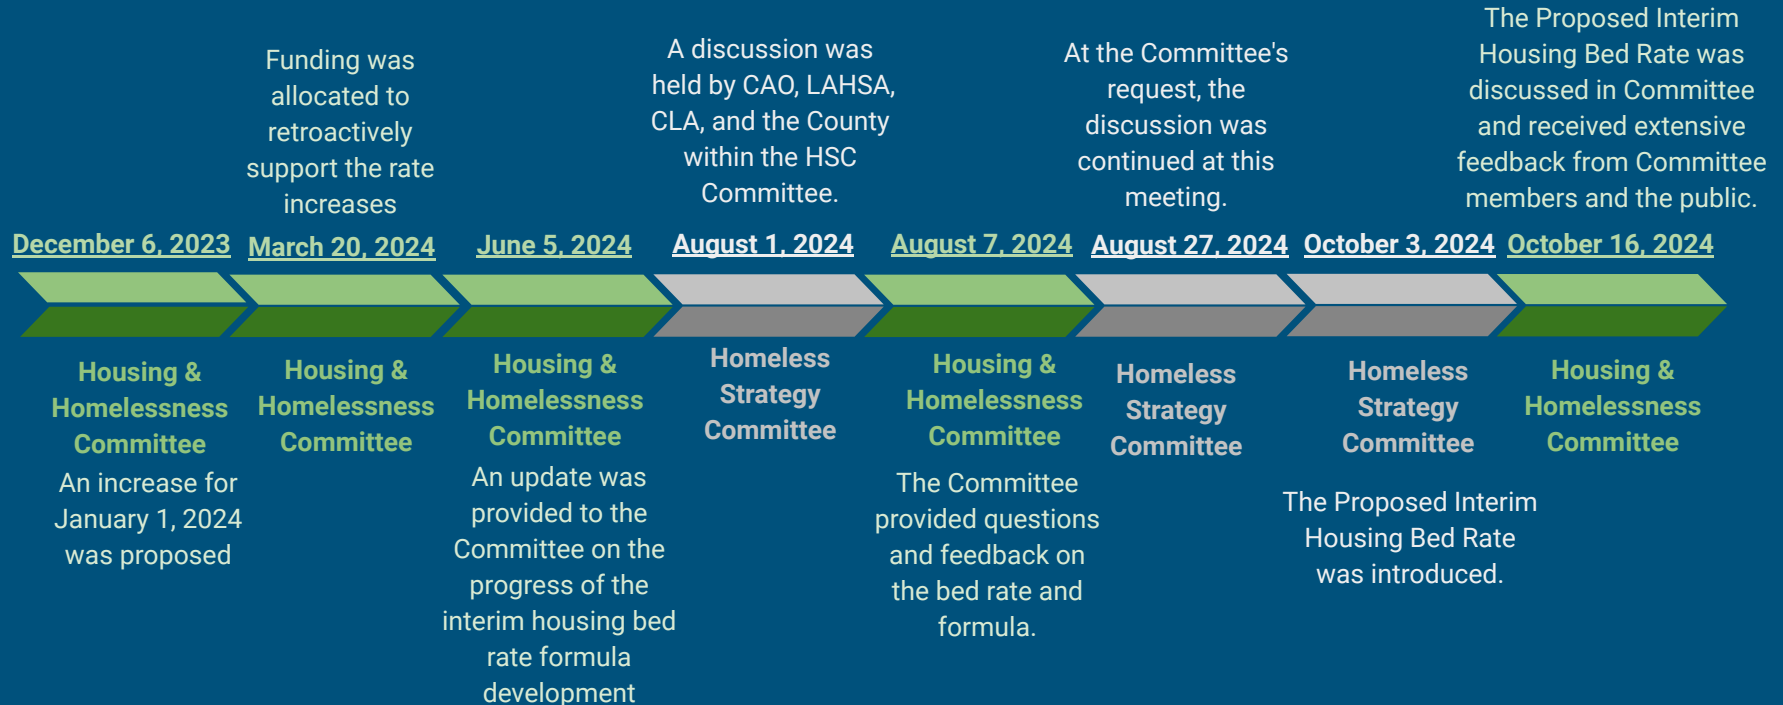 December 6, 2023
Housing &
Homelessness
Committee
An increase for
January 1, 2024
was proposed
Funding was
allocated to
retroactively
support the rate
increases
March 20, 2024
Housing &
Homelessness
Committee
June 5, 2024
Housing &
Homelessness
Committee
An update was
provided to the
Committee on the
progress of the
interim housing bed
rate formula
development
A discussion was
held by CAO, LAHSA,
CLA, and the County
within the HSC
Committee.
August 1, 2024
Homeless
Strategy
Committee
August 7, 2024
Housing &
Homelessness
Committee
The Committee
provided questions
and feedback on
the bed rate and
formula.
At the Committee's
request, the
discussion was
continued at this
meeting.
August 27, 2024
Homeless
Strategy
Committee
October 3, 2024
Homeless
Strategy
Committee
The Proposed Interim
Housing Bed Rate
was introduced.
The Proposed Interim
Housing Bed Rate was
discussed in Committee
and received extensive
feedback from Committee
members and the public.
October 16, 2024
Housing &
Homelessness
Committee